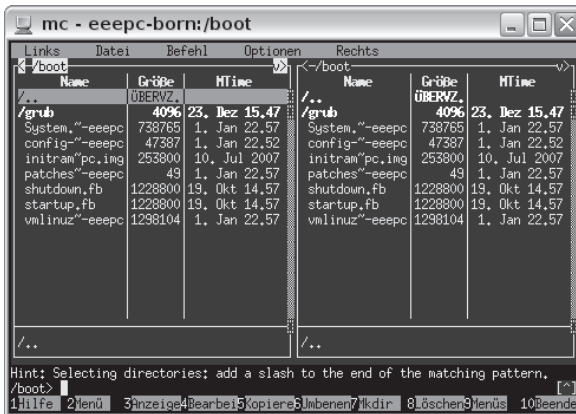 mc - eeepc-born:/boot
Links Datei Befehl Optionen Rechts
<-/boot v> <-/boot v>
Name Größe MTime Name Größe MTime
/.. ÜBERVZ. /.. ÜBERVZ.
/grub 4096 23. Dez 15.47 /grub 4096 23. Dez 15.47
System.~-eeepc 738765 1. Jan 22.57 System.~-eeepc 738765 1. Jan 22.57
config-~-eeepc 47387 1. Jan 22.52 config-~-eeepc 47387 1. Jan 22.52
initram~pc.img 253800 10. Jul 2007 initram~pc.img 253800 10. Jul 2007
patches~-eeepc 49 1. Jan 22.57 patches~-eeepc 49 1. Jan 22.57
shutdown.fb 1228800 19. Okt 14.57 shutdown.fb 1228800 19. Okt 14.57
startup.fb 1228800 19. Okt 14.57 startup.fb 1228800 19. Okt 14.57
vmlinuz~-eeepc 1298104 1. Jan 22.57 vmlinuz~-eeepc 1298104 1. Jan 22.57
/.. /..
Hint: Selecting directories: add a slash to the end of the matching pattern.
/boot> [^]
1Hilfe 2Menü 3Anzeige4Bearbei5Kopiere6Umbenen7Mkdir 8Löschen9Menüs 10Beende